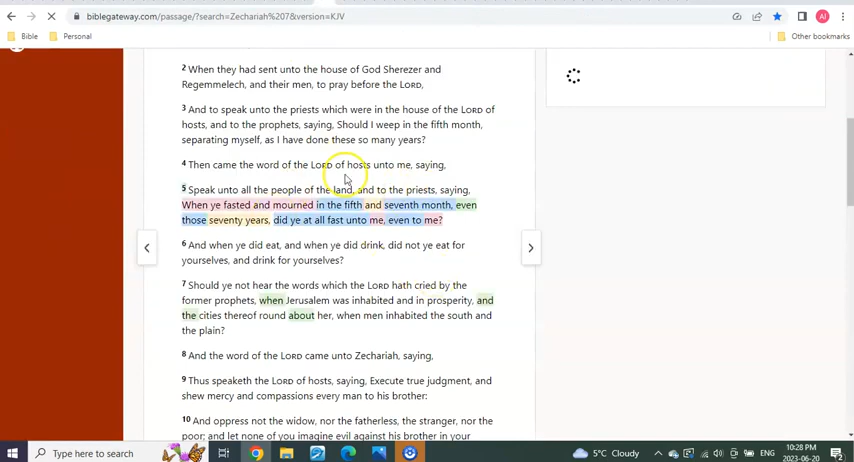 biblegateway.com/passage/?search=Zechariah%207&version=KJV
Bible Personal Other bookmarks
2 When they had sent unto the house of God Sherezer and
Regemmelech, and their men, to pray before the LORD,
3 And to speak unto the priests which were in the house of the LORD of
hosts, and to the prophets, saying, Should I weep in the fifth month,
separating myself, as I have done these so many years?
4 Then came the word of the LORD of hosts unto me, saying,
5 Speak unto all the people of the land, and to the priests, saying,
When ye fasted and mourned in the fifth and seventh month, even
those seventy years, did ye at all fast unto me, even to me?
6 And when ye did eat, and when ye did drink, did not ye eat for
yourselves, and drink for yourselves?
7 Should ye not hear the words which the LORD hath cried by the
former prophets, when Jerusalem was inhabited and in prosperity, and
the cities thereof round about her, when men inhabited the south and
the plain?
8 And the word of the LORD came unto Zechariah, saying,
9 Thus speaketh the LORD of hosts, saying, Execute true judgment, and
shew mercy and compassions every man to his brother:
10 And oppress not the widow, nor the fatherless, the stranger, nor the
poor; and let none of you imagine evil against his brother in your
Type here to search
5°C Cloudy
ENG
10:28 PM
2023-06-20